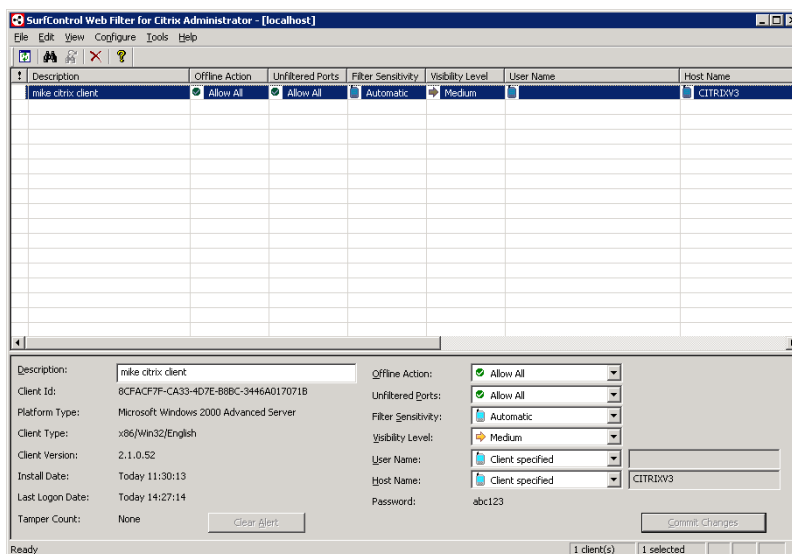 SurfControl Web Filter for Citrix Administrator - [localhost]
File Edit View Configure Tools Help
! Description Offline Action Unfiltered Ports Filter Sensitivity Visibility Level User Name Host Name
mike citrix client Allow All Allow All Automatic Medium CITRIXV3
Description: mike citrix client Offline Action: Allow All
Client Id: 8CFACF7F-CA33-4D7E-B8BC-3446A017071B Unfiltered Ports: Allow All
Platform Type: Microsoft Windows 2000 Advanced Server Filter Sensitivity: Automatic
Client Type: x86/Win32/English Visibility Level: Medium
Client Version: 2.1.0.52 User Name: Client specified
Install Date: Today 11:30:13 Host Name: Client specified CITRIXV3
Last Logon Date: Today 14:27:14 Password: abc123
Tamper Count: None Clear Alert Commit Changes
Ready 1 client(s) 1 selected